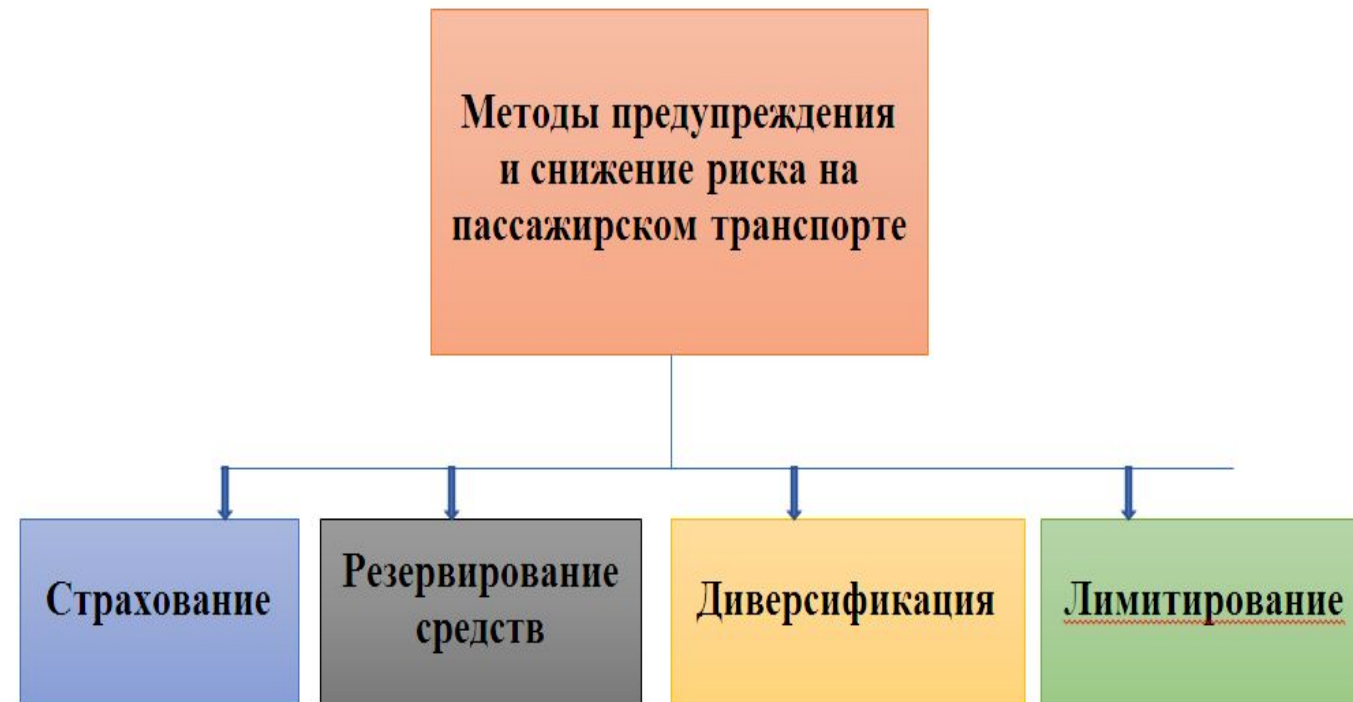 Методы предупреждения
и снижение риска на
пассажирском транспорте
Страхование
Резервирование
средств
Диверсификация
Лимитирование